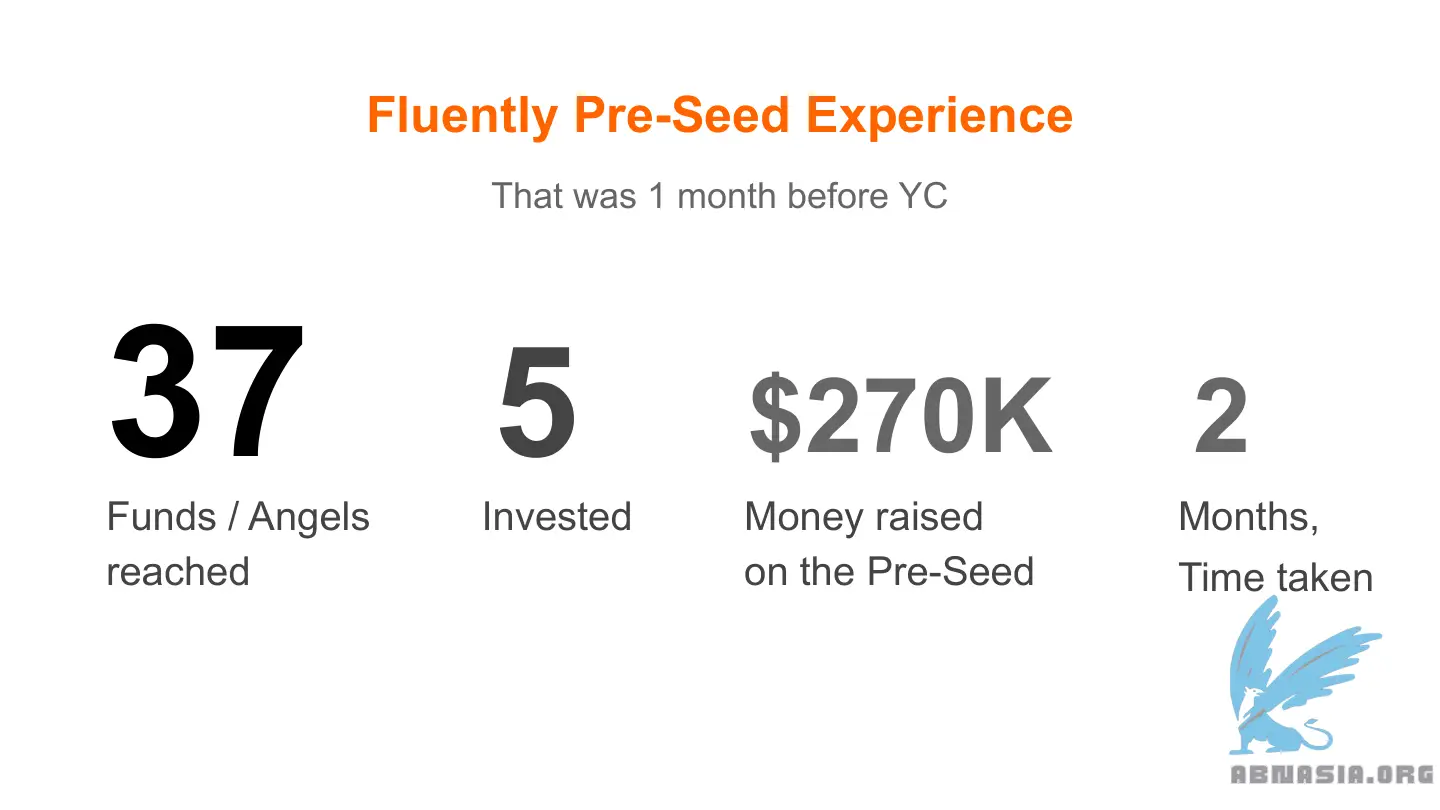 Fluently Pre-Seed Experience
That was 1 month before YC
37
Funds / Angels
reached
5
Invested
$270K
Money raised
on the Pre-Seed
2
Months,
Time taken
ABNASIA.ORG